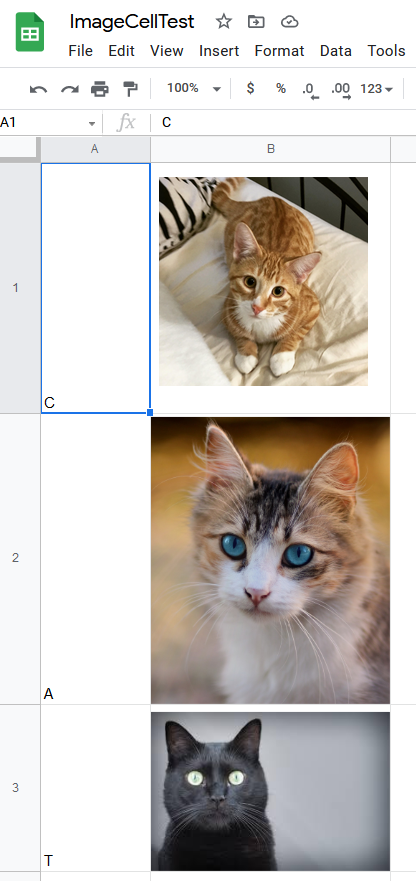 ImageCellTest
File Edit View Insert Format Data Tools
100% $ % .0 .00 123
A1 fx C
A B
1
C
2
A
3
T